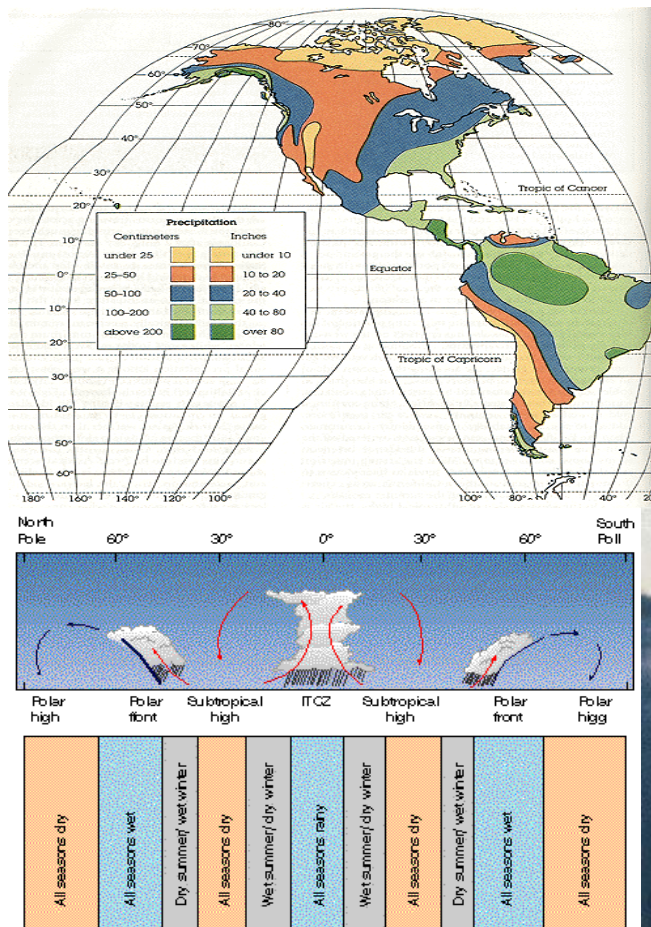 80°
70°
60°
50°
40°
30°
Tropic of Cancer
20°
Precipitation
Centimeters Inches
under 25 under 10
25–50 10 to 20
50–100 20 to 40
100–200 40 to 80
above 200 over 80
10°
Equator
0°
10°
20°
Tropic of Capricorn
30°
40°
50°
60°
180° 160° 140° 120° 100° 100° 80° 60° 40° 20
North Pole 60° 30° 0° 30° 60° South Poll
Polar high Polar ffont Subtropical high ITCZ Subtropical high Polar front Polar higg
All seasons dry
All seasons wet
Dry summer/ wet winter
All seasons dry
Wet summer/ dry winter
All seasons rainy
Wet summer/ dry winter
All seasons dry
Dry summer/ wet winter
All seasons wet
All seasons dry